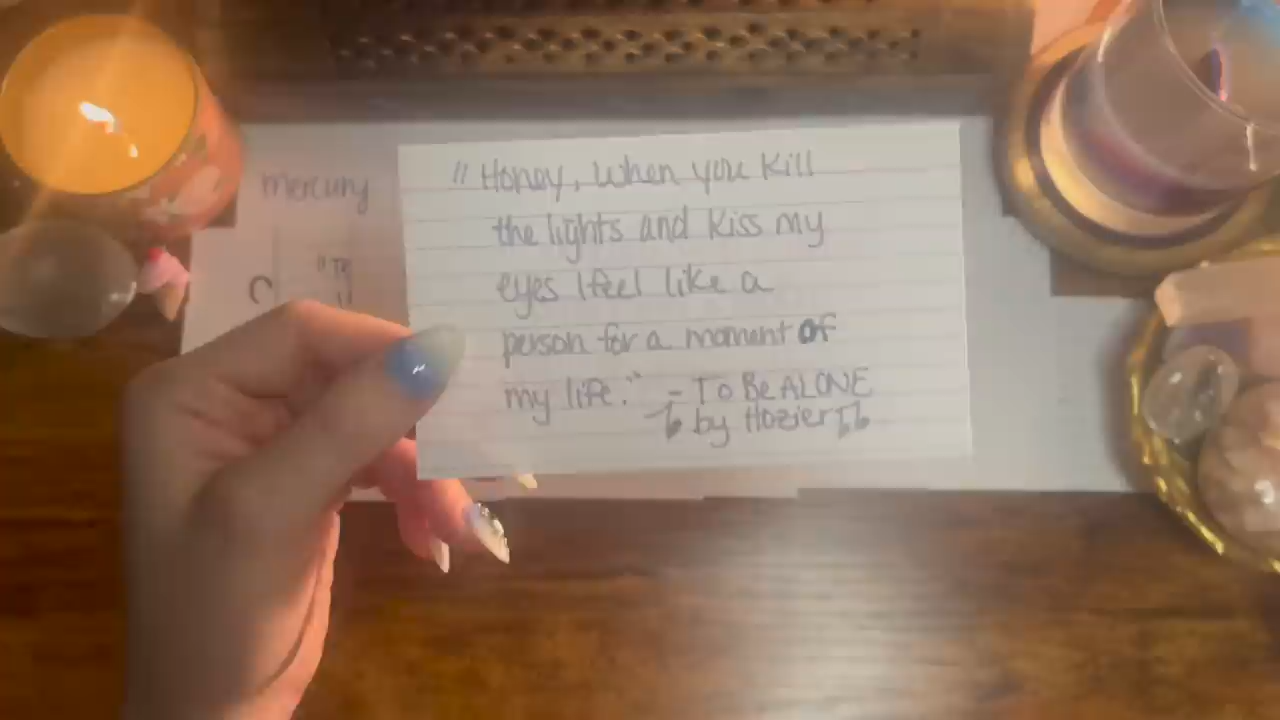 mercury
"Honey, when you kill
the lights and kiss my
eyes I feel like a
person for a moment of
my life." - To Be ALONE
by Hozier